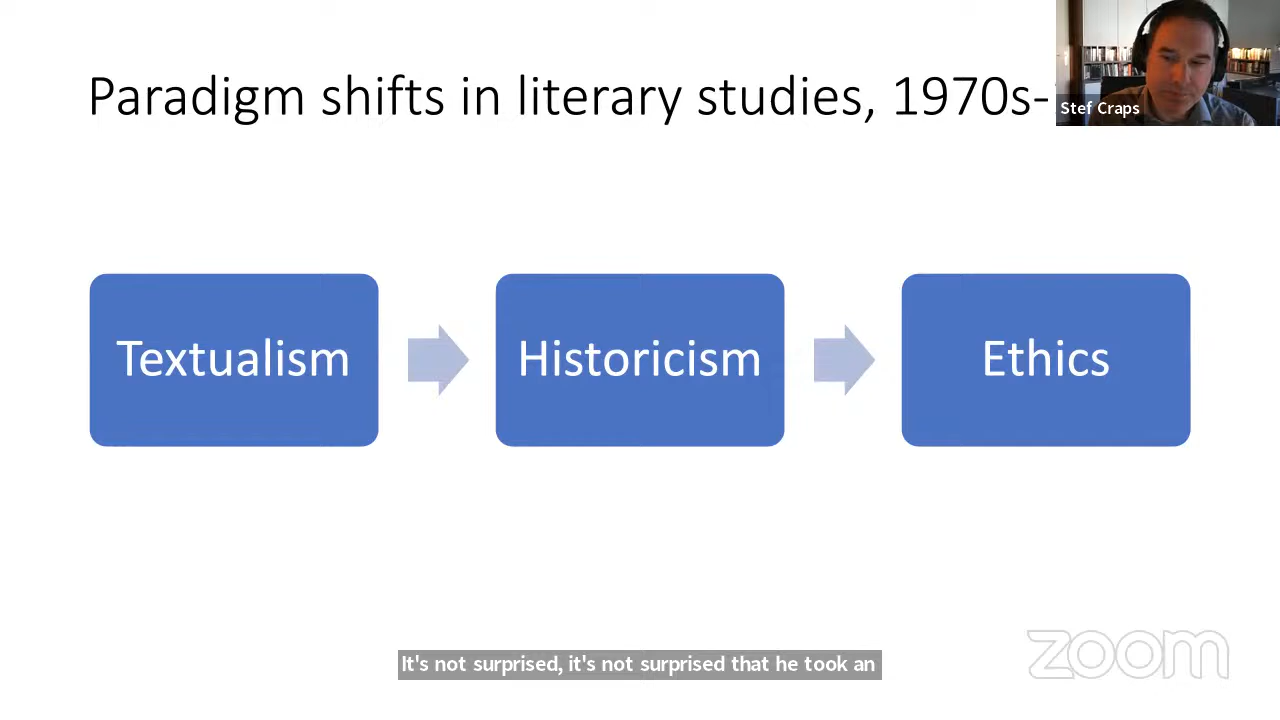 Paradigm shifts in literary studies, 1970s-
Stef Craps
Textualism
Historicism
Ethics
It's not surprised, it's not surprised that he took an
zoom